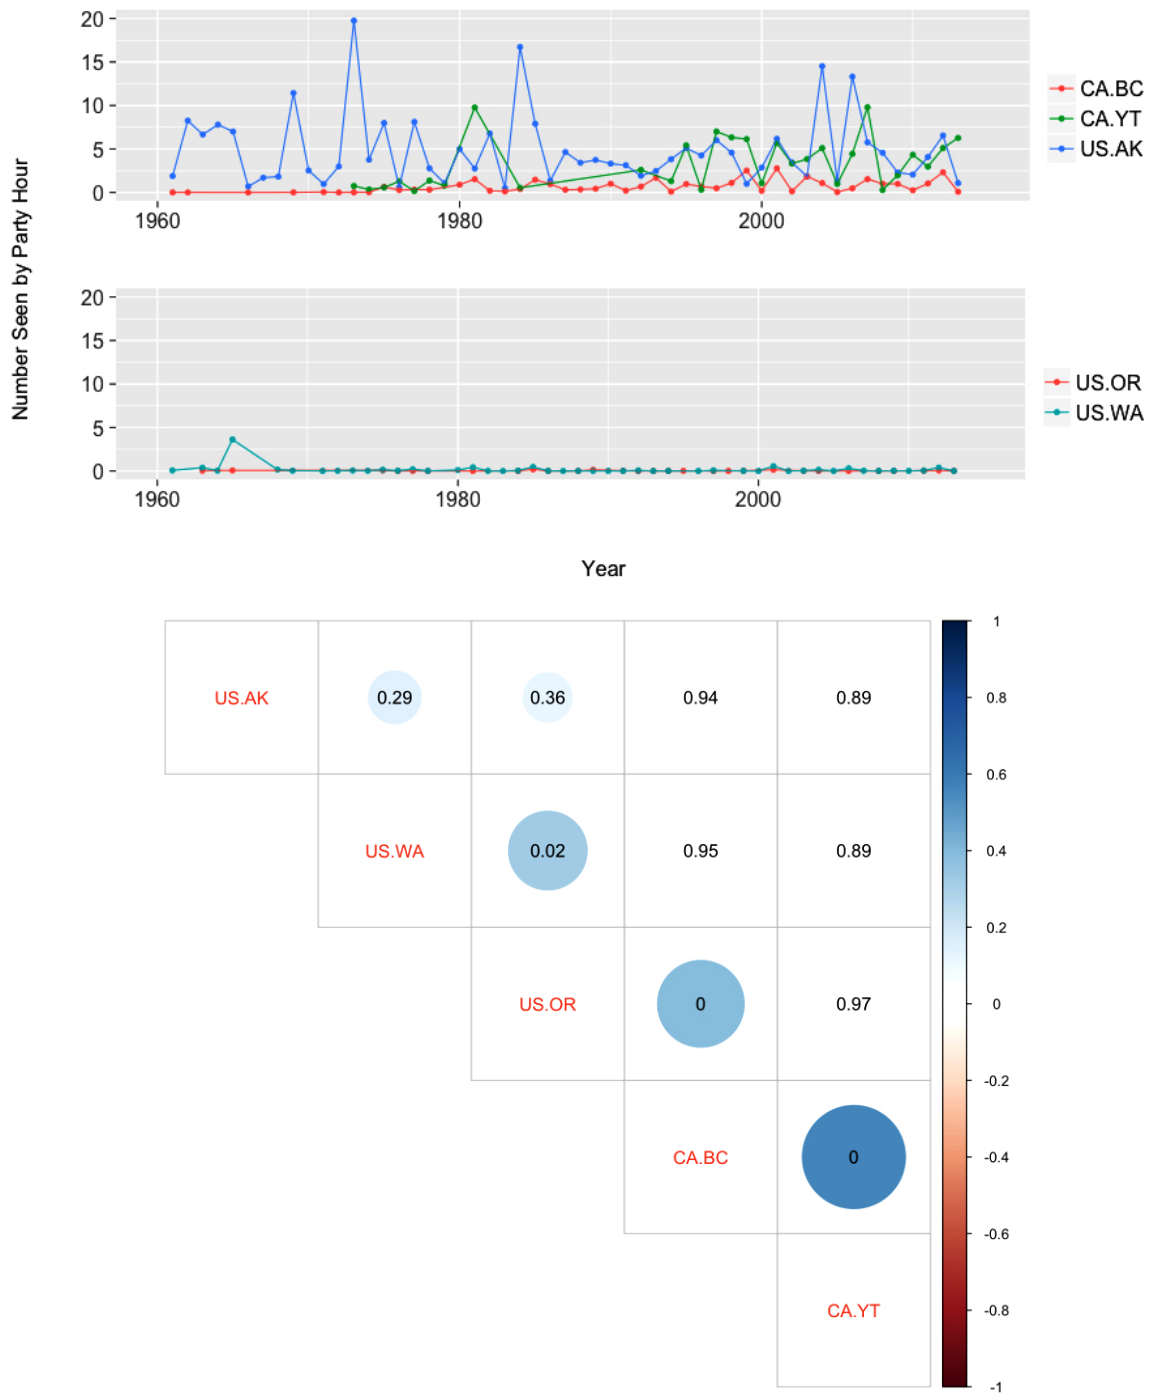 Number Seen by Party Hour
20
15
10
5
0
1960 1980 2000
CA.BC
CA.YT
US.AK
20
15
10
5
0
1960 1980 2000
US.OR
US.WA
Year
US.AK 0.29 0.36 0.94 0.89
US.WA 0.02 0.95 0.89
US.OR 0 0.97
CA.BC 0
CA.YT
1
0.8
0.6
0.4
0.2
0
-0.2
-0.4
-0.6
-0.8
-1